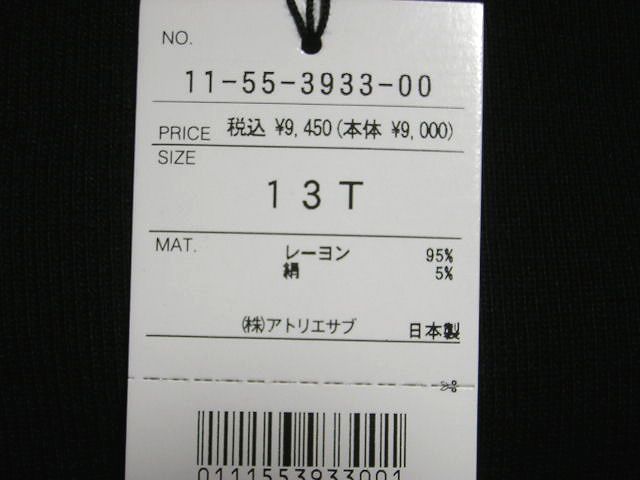 NO.
11-55-3933-00
PRICE 税込 ¥9,450(本体 ¥9,000)
SIZE
13T
MAT. レーヨン 95%
絹 5%
㈱アトリエサブ 日本製
0111553933001